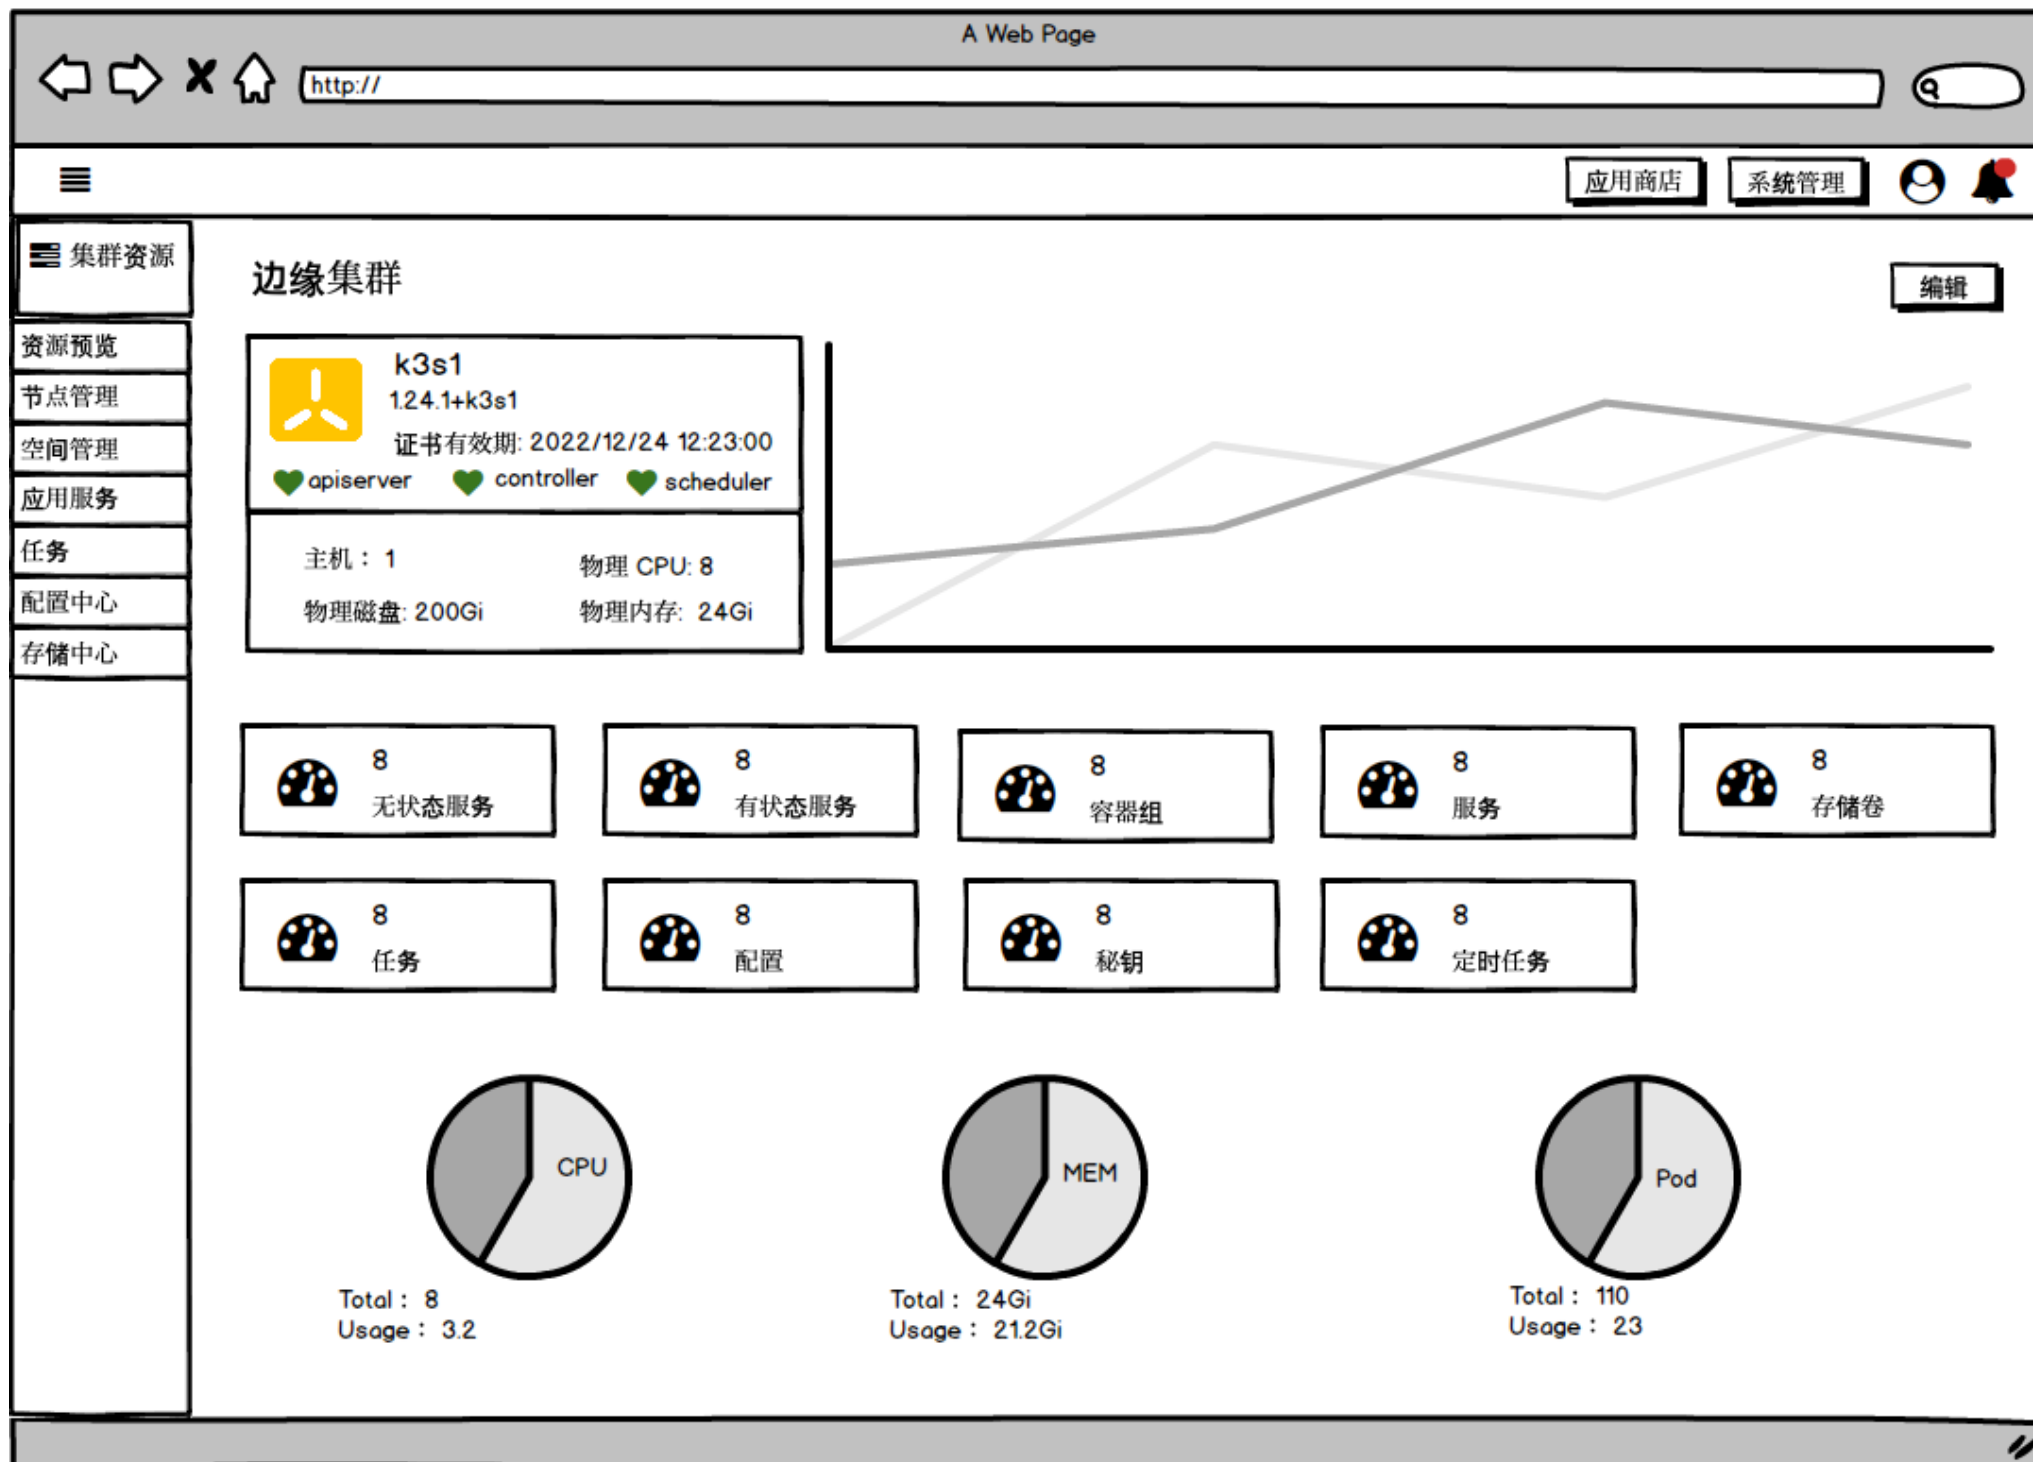 A Web Page
http://
应用商店
系统管理
集群资源
资源预览
节点管理
空间管理
应用服务
任务
配置中心
存储中心
边缘集群
编辑
k3s1
1.24.1+k3s1
证书有效期: 2022/12/24 12:23:00
apiserver controller scheduler
主机： 1 物理 CPU: 8
物理磁盘: 200Gi 物理内存: 24Gi
8
无状态服务
8
有状态服务
8
容器组
8
服务
8
存储卷
8
任务
8
配置
8
秘钥
8
定时任务
CPU
Total： 8
Usage： 3.2
MEM
Total： 24Gi
Usage： 21.2Gi
Pod
Total： 110
Usage： 23